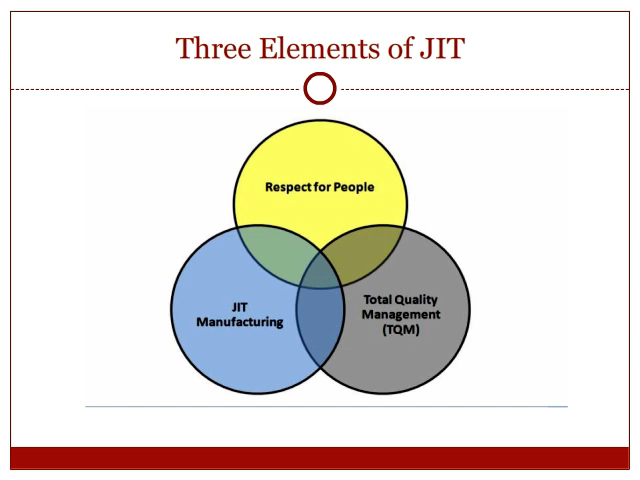 Three Elements of JIT
Respect for People
JIT
Manufacturing
Total Quality
Management
(TQM)